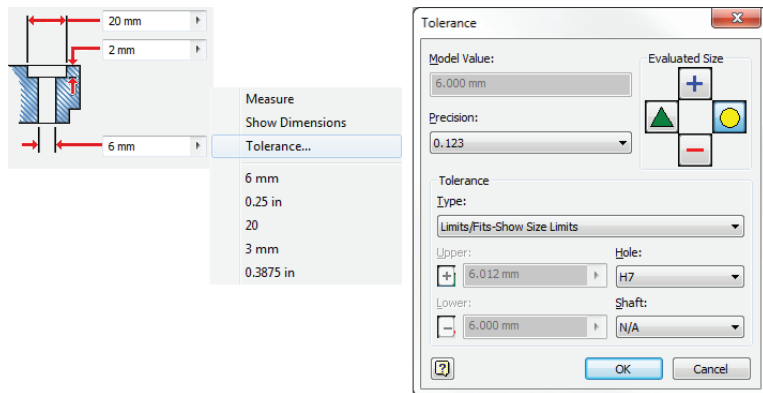 20 mm
2 mm
6 mm
Measure
Show Dimensions
Tolerance...
6 mm
0.25 in
20
3 mm
0.3875 in
Tolerance
Model Value:
6.000 mm
Evaluated Size
Precision:
0.123
Tolerance
Type:
Limits/Fits-Show Size Limits
Upper:
Hole:
6.012 mm
H7
Lower:
Shaft:
6.000 mm
N/A
OK
Cancel